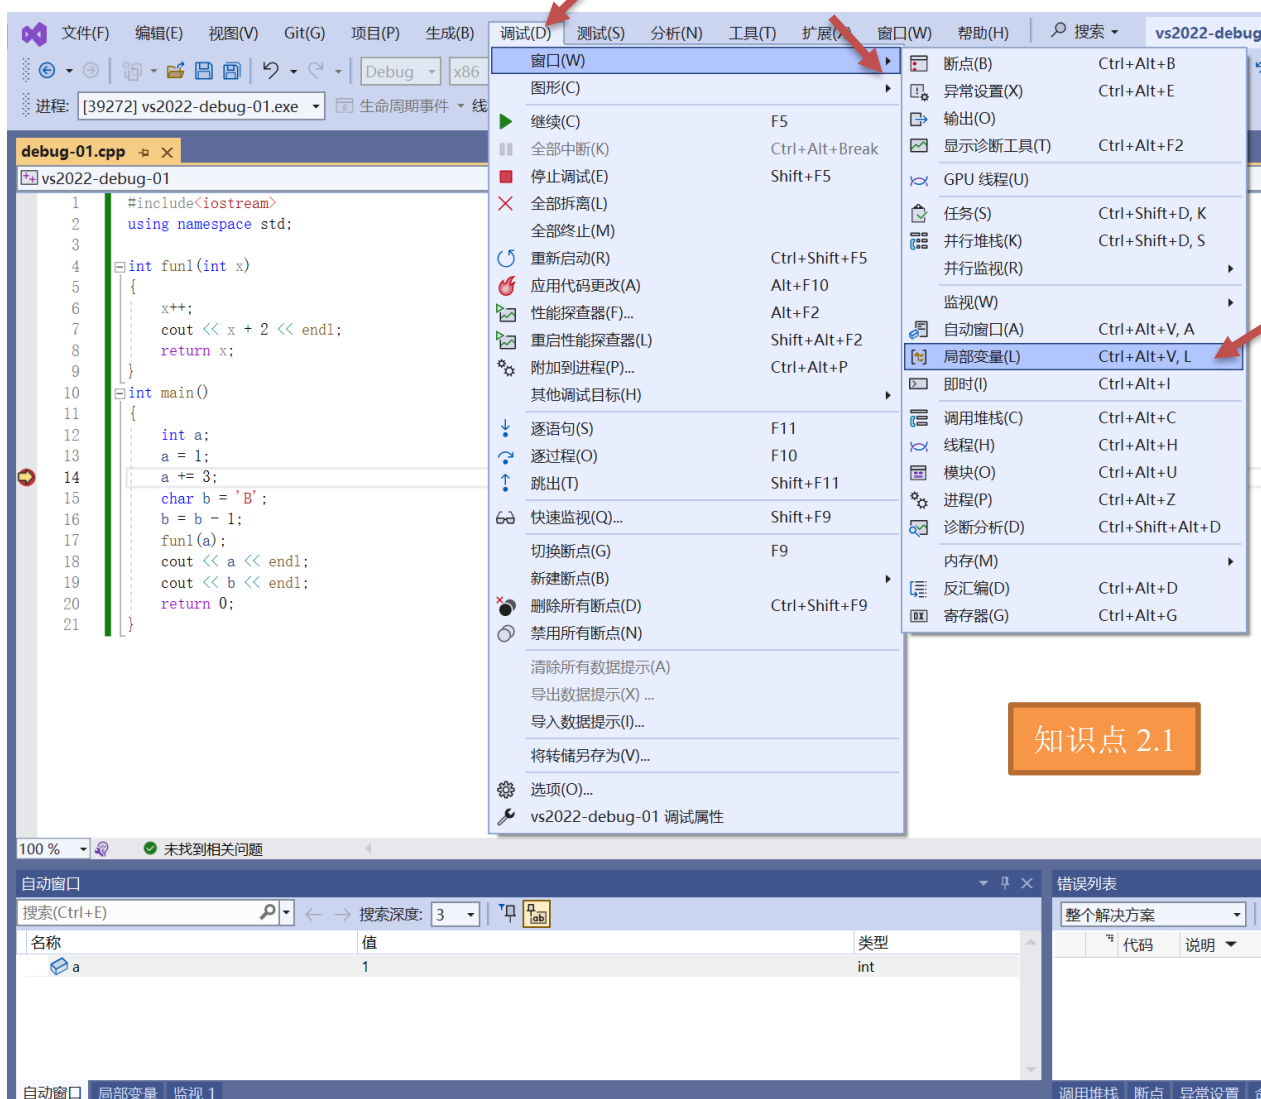 文件(F) 编辑(E) 视图(V) Git(G) 项目(P) 生成(B) 调试(D) 测试(S) 分析(N) 工具(T) 扩展(X) 窗口(W) 帮助(H) 搜索 vs2022-debug
Debug x86
进程: [39272] vs2022-debug-01.exe 生命周期事件 线
debug-01.cpp
vs2022-debug-01
1 #include<iostream>
2 using namespace std;
3
4 int fun1(int x)
5 {
6 x++;
7 cout << x + 2 << endl;
8 return x;
9 }
10 int main()
11 {
12 int a;
13 a = 1;
14 a += 3;
15 char b = 'B';
16 b = b - 1;
17 fun1(a);
18 cout << a << endl;
19 cout << b << endl;
20 return 0;
21 }
窗口(W)
图形(C)
继续(C) F5
全部中断(K) Ctrl+Alt+Break
停止调试(E) Shift+F5
全部拆离(L)
全部终止(M)
重新启动(R) Ctrl+Shift+F5
应用代码更改(A) Alt+F10
性能探查器(F)... Alt+F2
重启性能探查器(L) Shift+Alt+F2
附加到进程(P)... Ctrl+Alt+P
其他调试目标(H)
逐语句(S) F11
逐过程(O) F10
跳出(T) Shift+F11
快速监视(Q)... Shift+F9
切换断点(G) F9
新建断点(B)
删除所有断点(D) Ctrl+Shift+F9
禁用所有断点(N)
清除所有数据提示(A)
导出数据提示(X) ...
导入数据提示(I)...
将转储另存为(V)...
选项(O)...
vs2022-debug-01 调试属性
断点(B) Ctrl+Alt+B
异常设置(X) Ctrl+Alt+E
输出(O)
显示诊断工具(T) Ctrl+Alt+F2
GPU 线程(U)
任务(S) Ctrl+Shift+D, K
并行堆栈(K) Ctrl+Shift+D, S
并行监视(R)
监视(W)
自动窗口(A) Ctrl+Alt+V, A
局部变量(L) Ctrl+Alt+V, L
即时(I) Ctrl+Alt+I
调用堆栈(C) Ctrl+Alt+C
线程(H) Ctrl+Alt+H
模块(O) Ctrl+Alt+U
进程(P) Ctrl+Alt+Z
诊断分析(D) Ctrl+Shift+Alt+D
内存(M)
反汇编(D) Ctrl+Alt+D
寄存器(G) Ctrl+Alt+G
知识点 2.1
100 % 未找到相关问题
自动窗口
搜索(Ctrl+E) 搜索深度: 3
名称 值 类型
a 1 int
自动窗口 局部变量 监视 1
错误列表
整个解决方案
代码 说明
调用堆栈 断点 异常设置